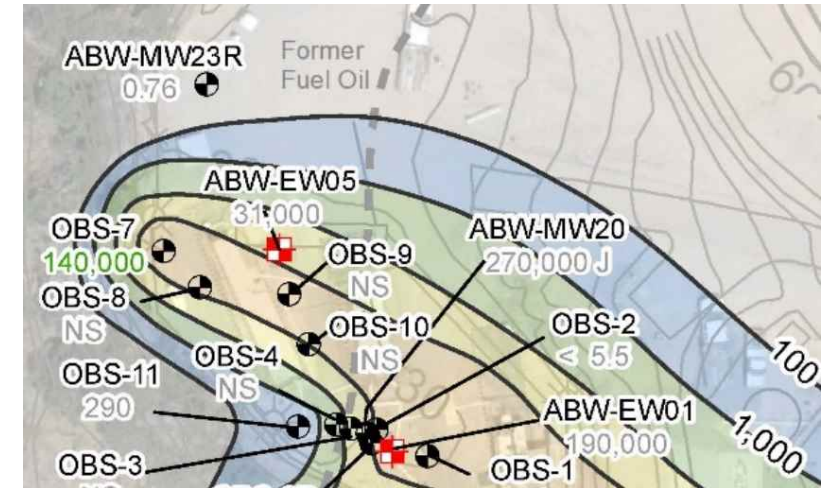 ABW-MW23R
0.76
Former
Fuel Oil
ABW-EW05
31,000
OBS-7
140,000
ABW-MW20
270,000 J
OBS-9
NS
OBS-8
NS
OBS-10
NS
OBS-2
< 5.5
OBS-4
NS
OBS-11
290
30
100
ABW-EW01
190,000
1,000
OBS-3
OBS-1